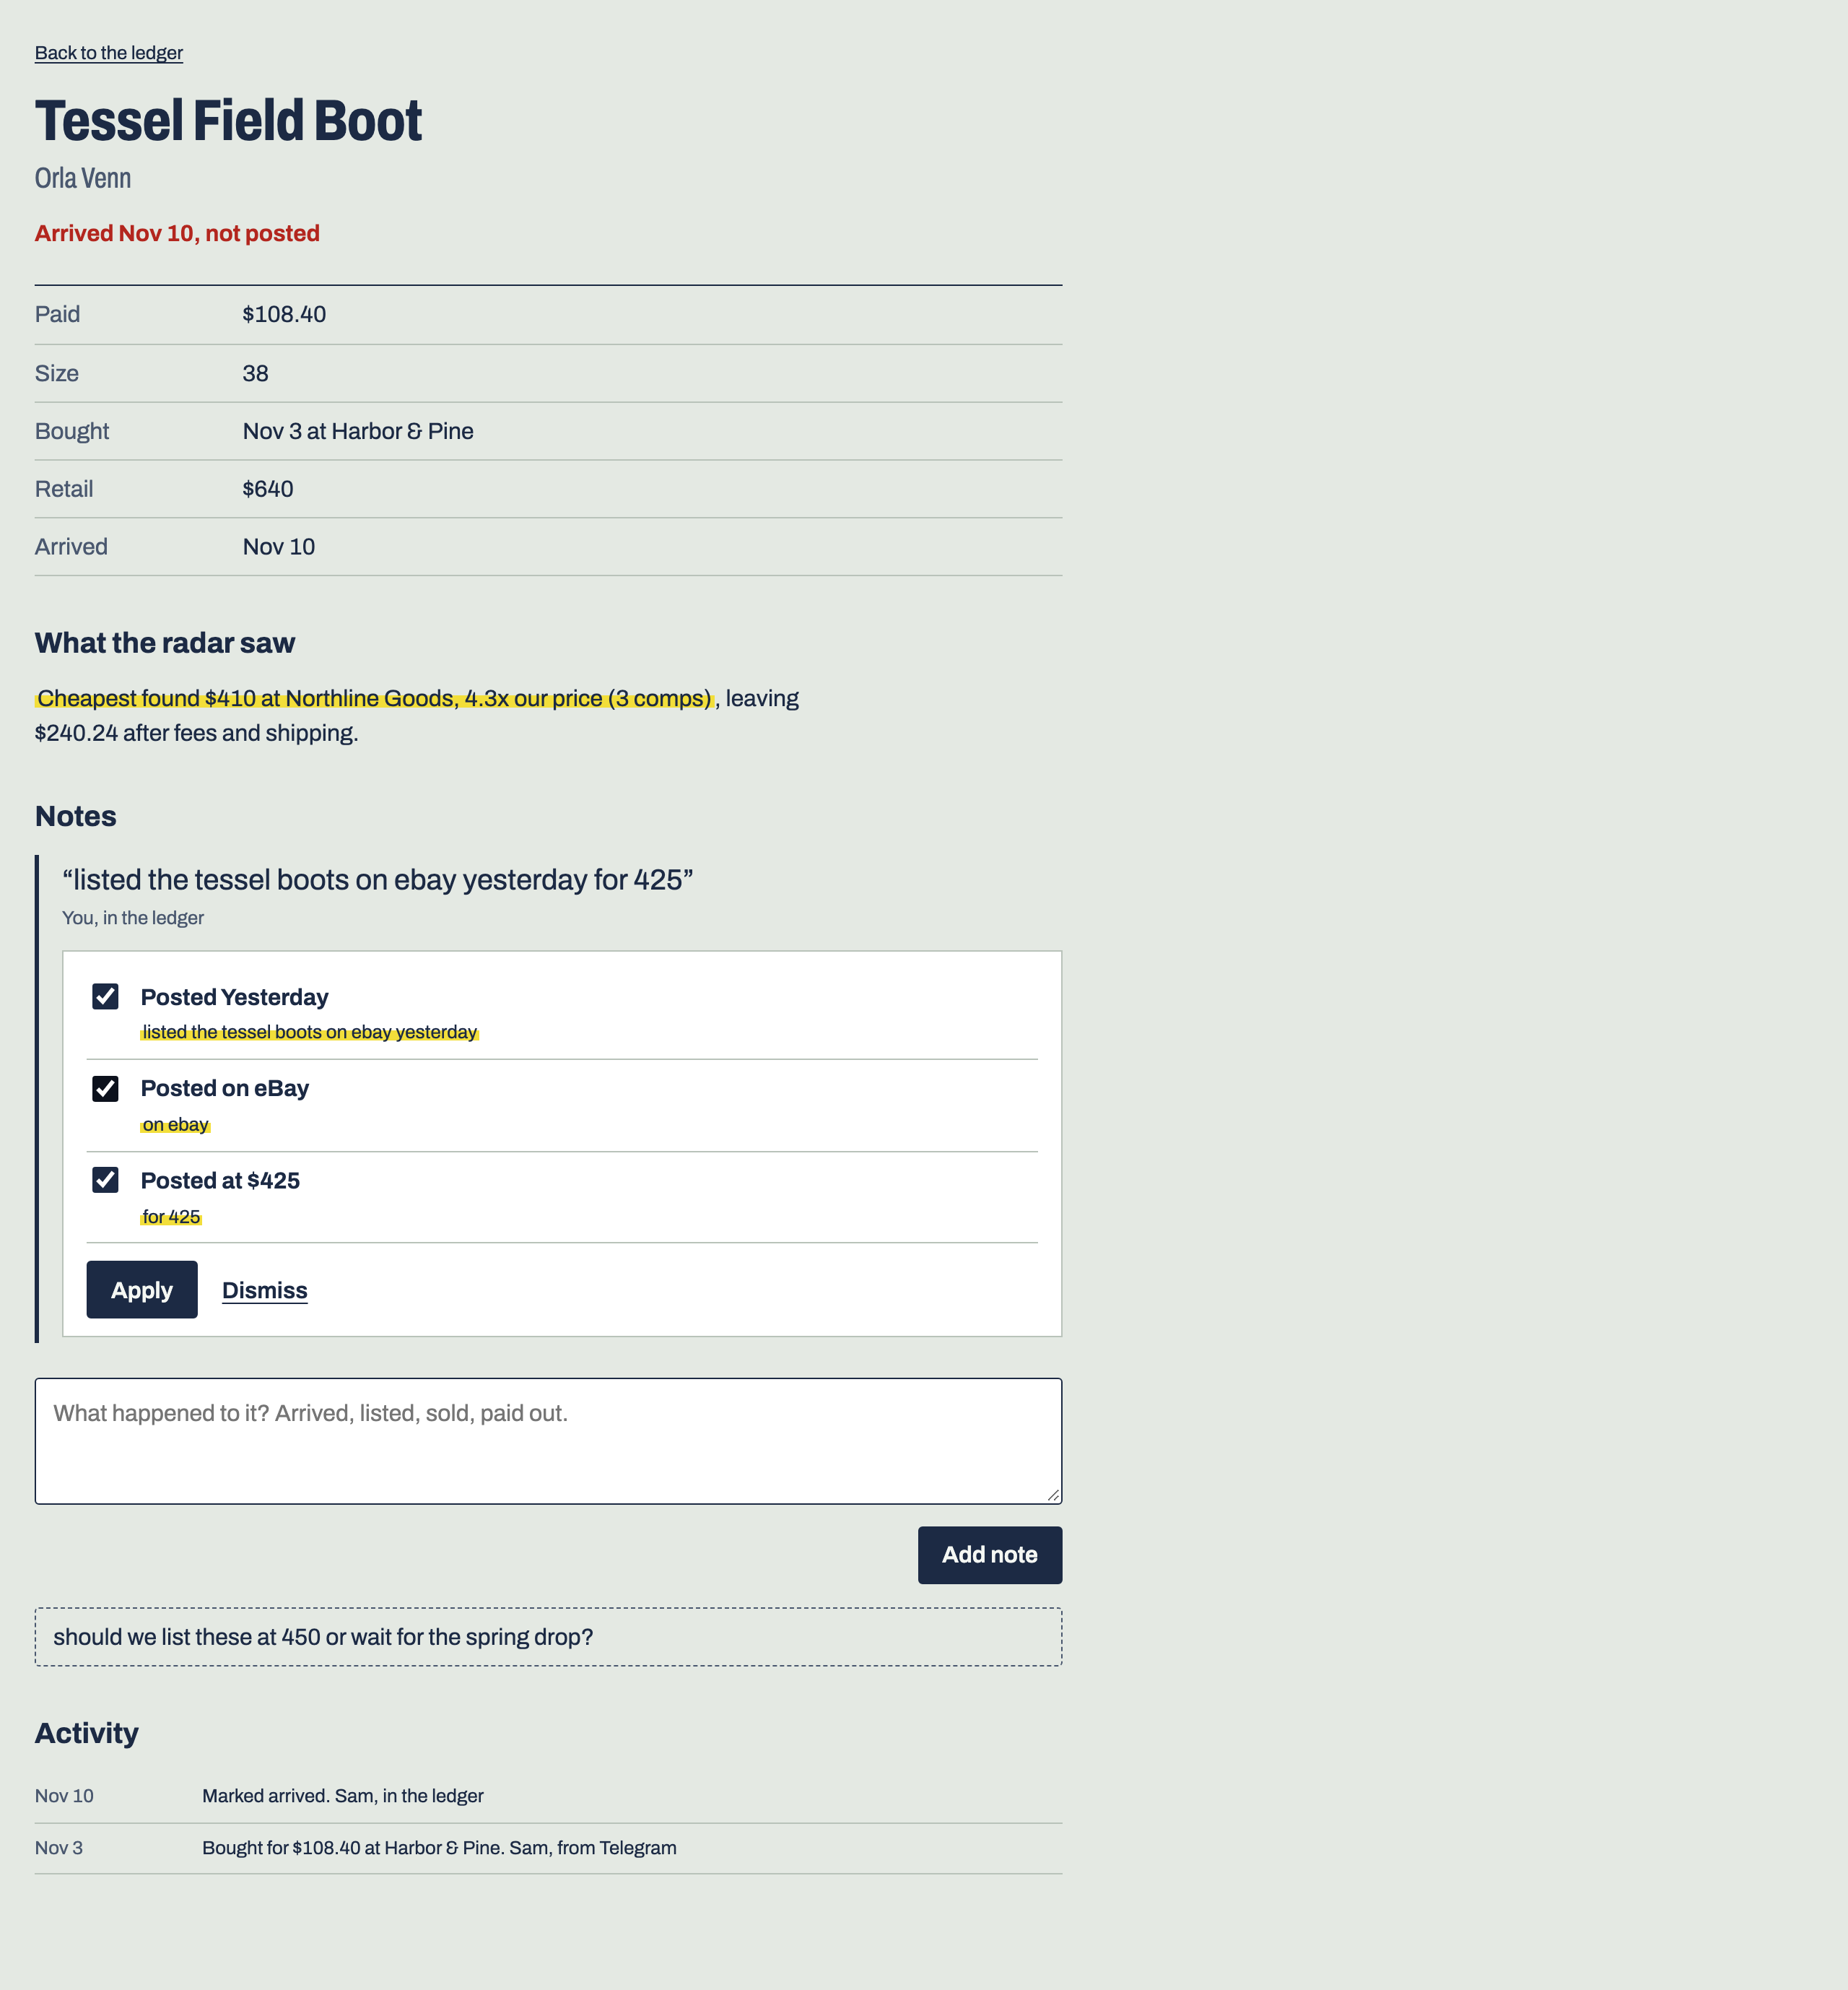 Back to the ledger
Tessel Field Boot
Orla Venn
Arrived Nov 10, not posted
Paid $108.40
Size 38
Bought Nov 3 at Harbor & Pine
Retail $640
Arrived Nov 10
What the radar saw
Cheapest found $410 at Northline Goods, 4.3x our price (3 comps), leaving
$240.24 after fees and shipping.
Notes
“listed the tessel boots on ebay yesterday for 425”
You, in the ledger
Posted Yesterday
listed the tessel boots on ebay yesterday
Posted on eBay
on ebay
Posted at $425
for 425
Apply Dismiss
What happened to it? Arrived, listed, sold, paid out.
Add note
should we list these at 450 or wait for the spring drop?
Activity
Nov 10 Marked arrived. Sam, in the ledger
Nov 3 Bought for $108.40 at Harbor & Pine. Sam, from Telegram